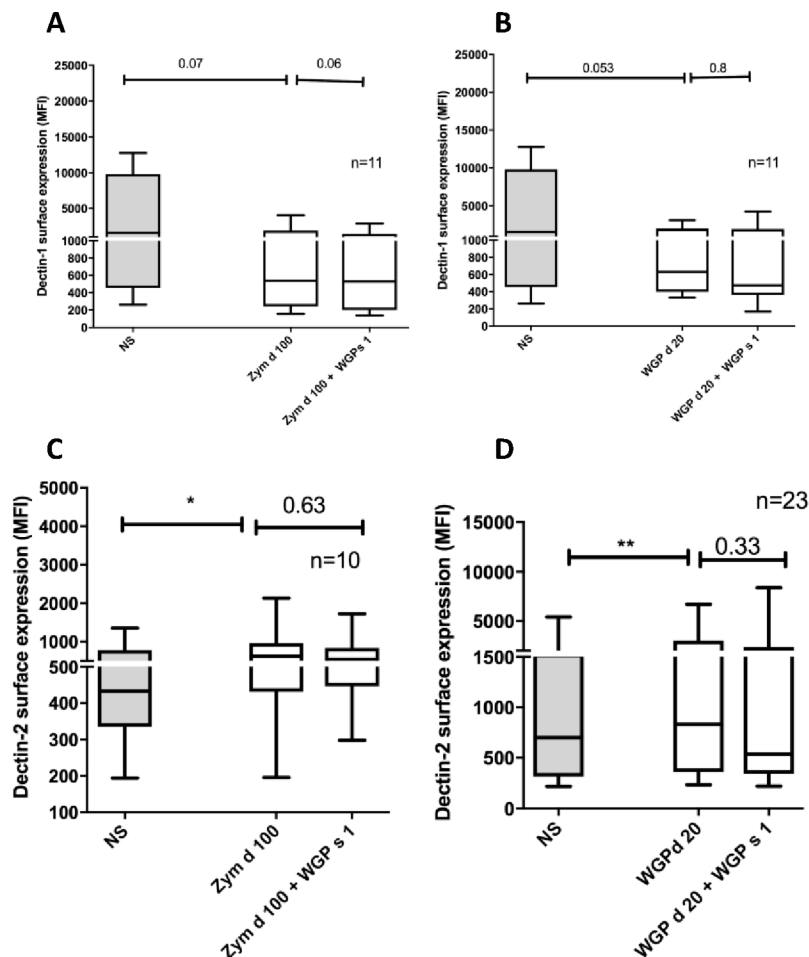 A
0.07
0.06
25000
20000
15000
10000
5000
1000
800
600
400
200
0
Dectin-1 surface expression (MFI)
n=11
NS
Zym d 100
Zym d 100 + WGPs 1
B
0.053
0.8
25000
20000
15000
10000
5000
1000
800
600
400
200
0
Dectin-1 surface expression (MFI)
n=11
NS
WGP d 20
WGP d 20 + WGP s 1
C
*
0.63
5000
4000
3000
2000
1000
500
400
300
200
100
Dectin-2 surface expression (MFI)
n=10
NS
Zym d 100
Zym d 100 + WGP s 1
D
n=23
**
0.33
15000
10000
5000
1500
1000
500
0
Dectin-2 surface expression (MFI)
NS
WGPd 20
WGP d 20 + WGP s 1